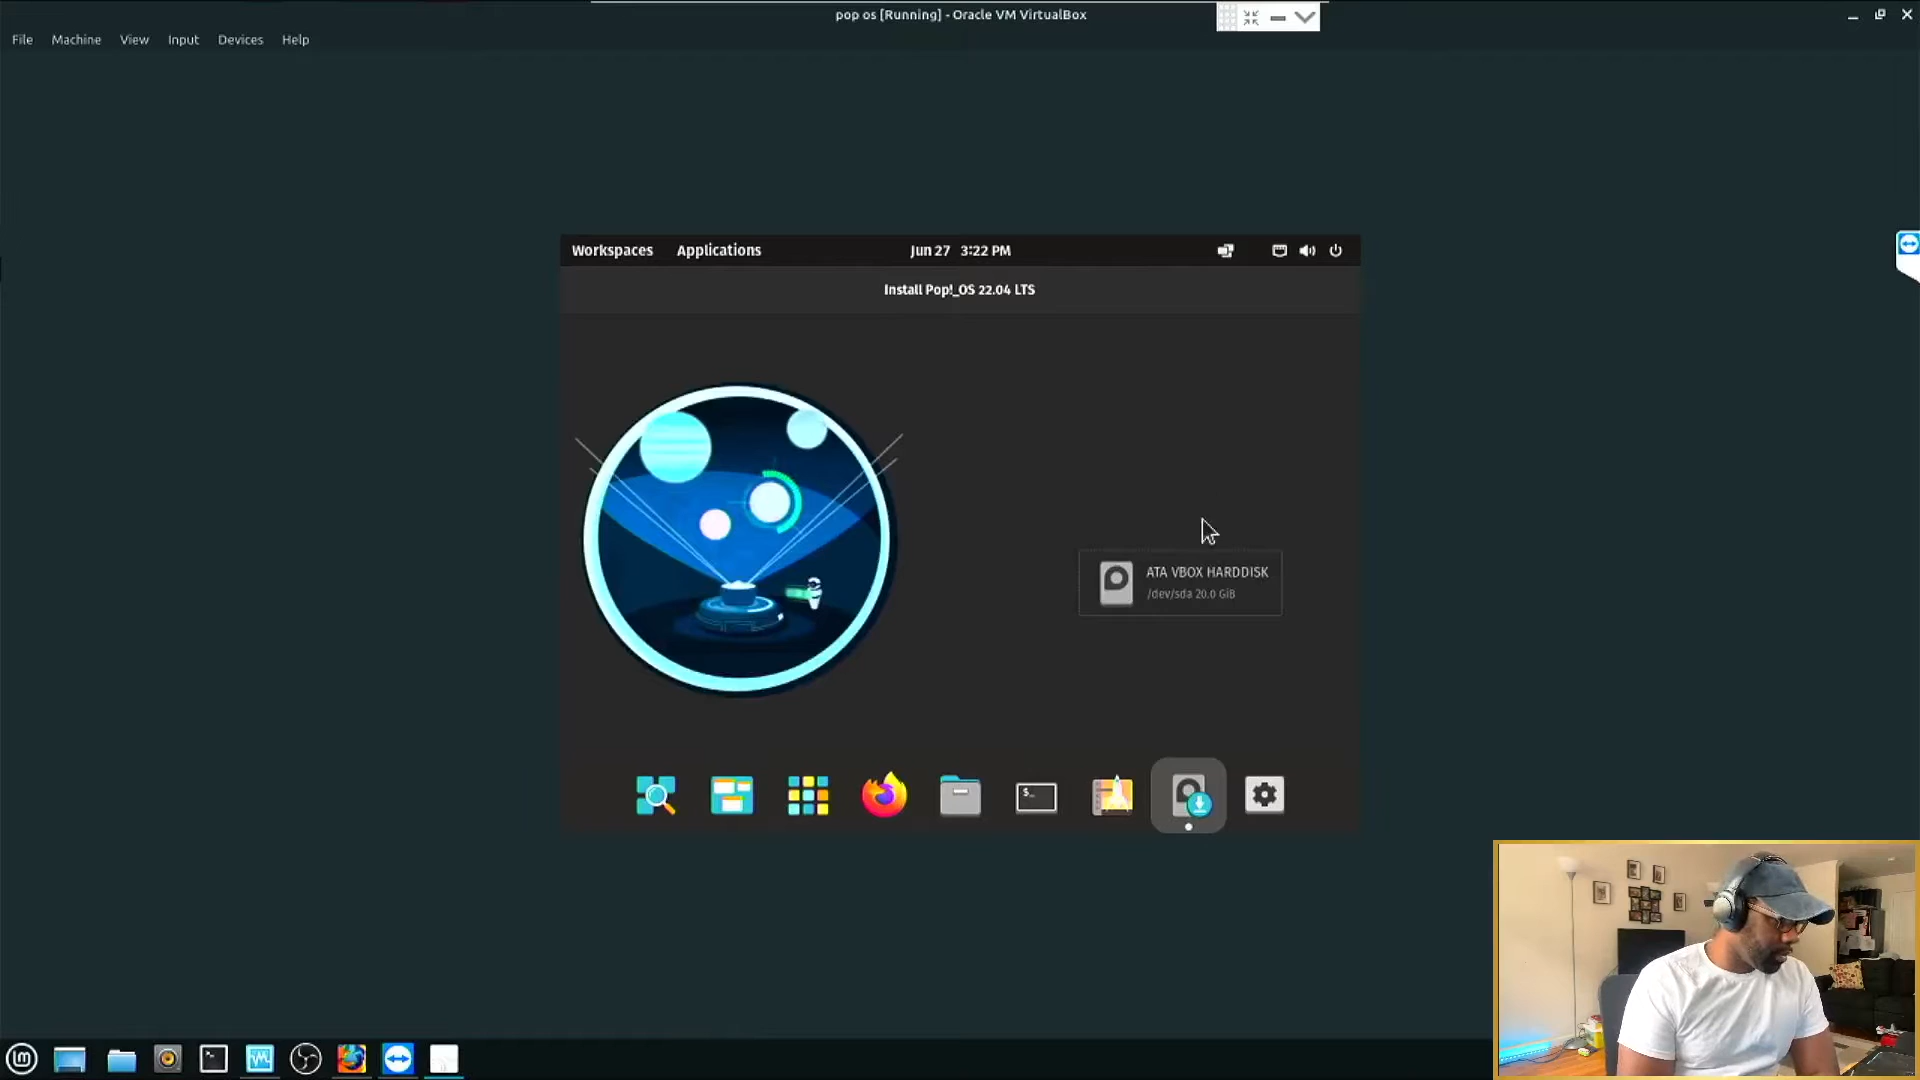 pop os [Running] - Oracle VM VirtualBox
File Machine View Input Devices Help
Workspaces Applications Jun 27 3:22 PM
Install Pop!_OS 22.04 LTS
ATA VBOX HARDDISK
/dev/sda 20.0 GiB
$_